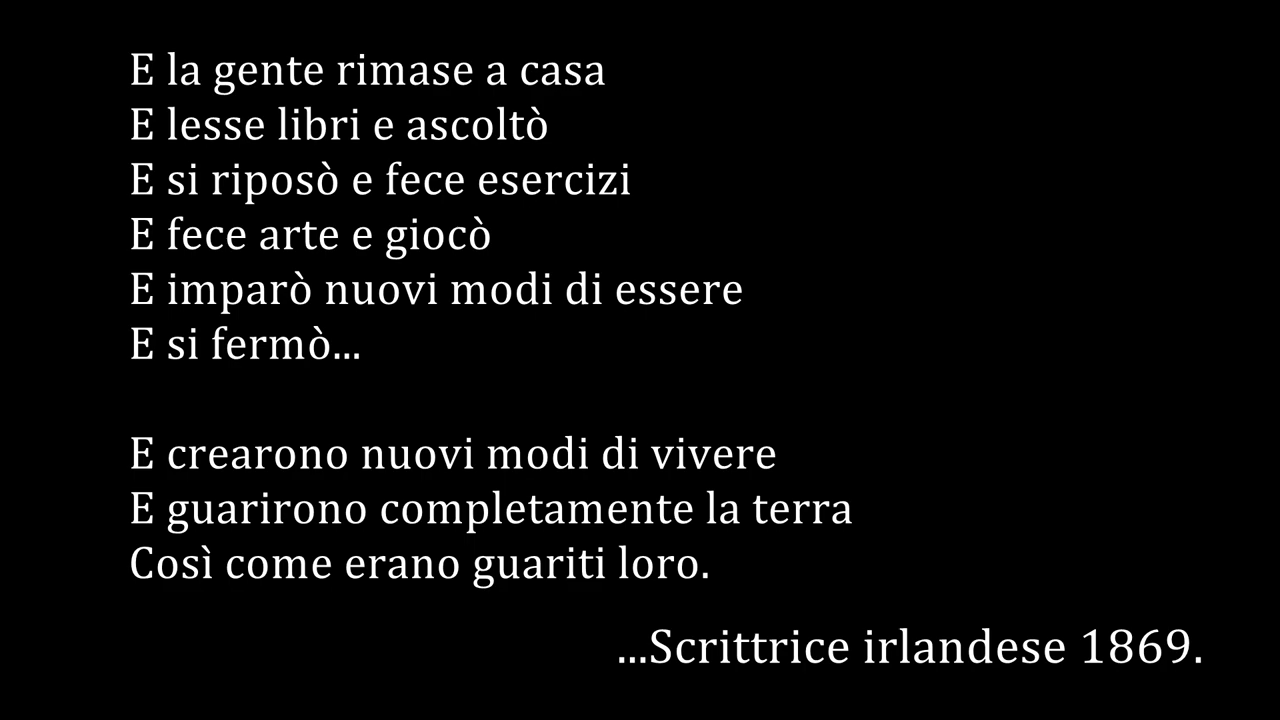 E la gente rimase a casa
E lesse libri e ascoltò
E si riposò e fece esercizi
E fece arte e giocò
E imparò nuovi modi di essere
E si fermò...
E crearono nuovi modi di vivere
E guarirono completamente la terra
Così come erano guariti loro.
...Scrittrice irlandese 1869.